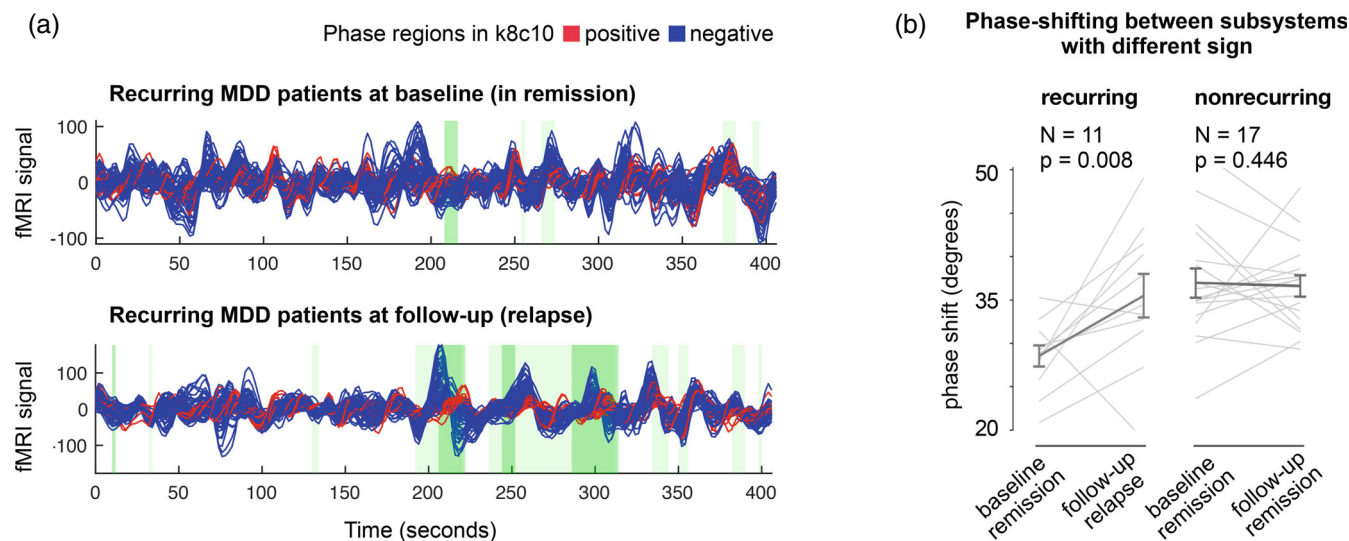 (a)
Phase regions in k8c10 positive negative
Recurring MDD patients at baseline (in remission)
fMRI signal
100
0
-100
0 50 100 150 200 250 300 350 400
Recurring MDD patients at follow-up (relapse)
fMRI signal
100
0
-100
0 50 100 150 200 250 300 350 400
Time (seconds)
(b)
Phase-shifting between subsystems
with different sign
recurring nonrecurring
N = 11 N = 17
p = 0.008 p = 0.446
phase shift (degrees)
50
35
20
baseline
remission
follow-up
relapse
baseline
remission
follow-up
remission